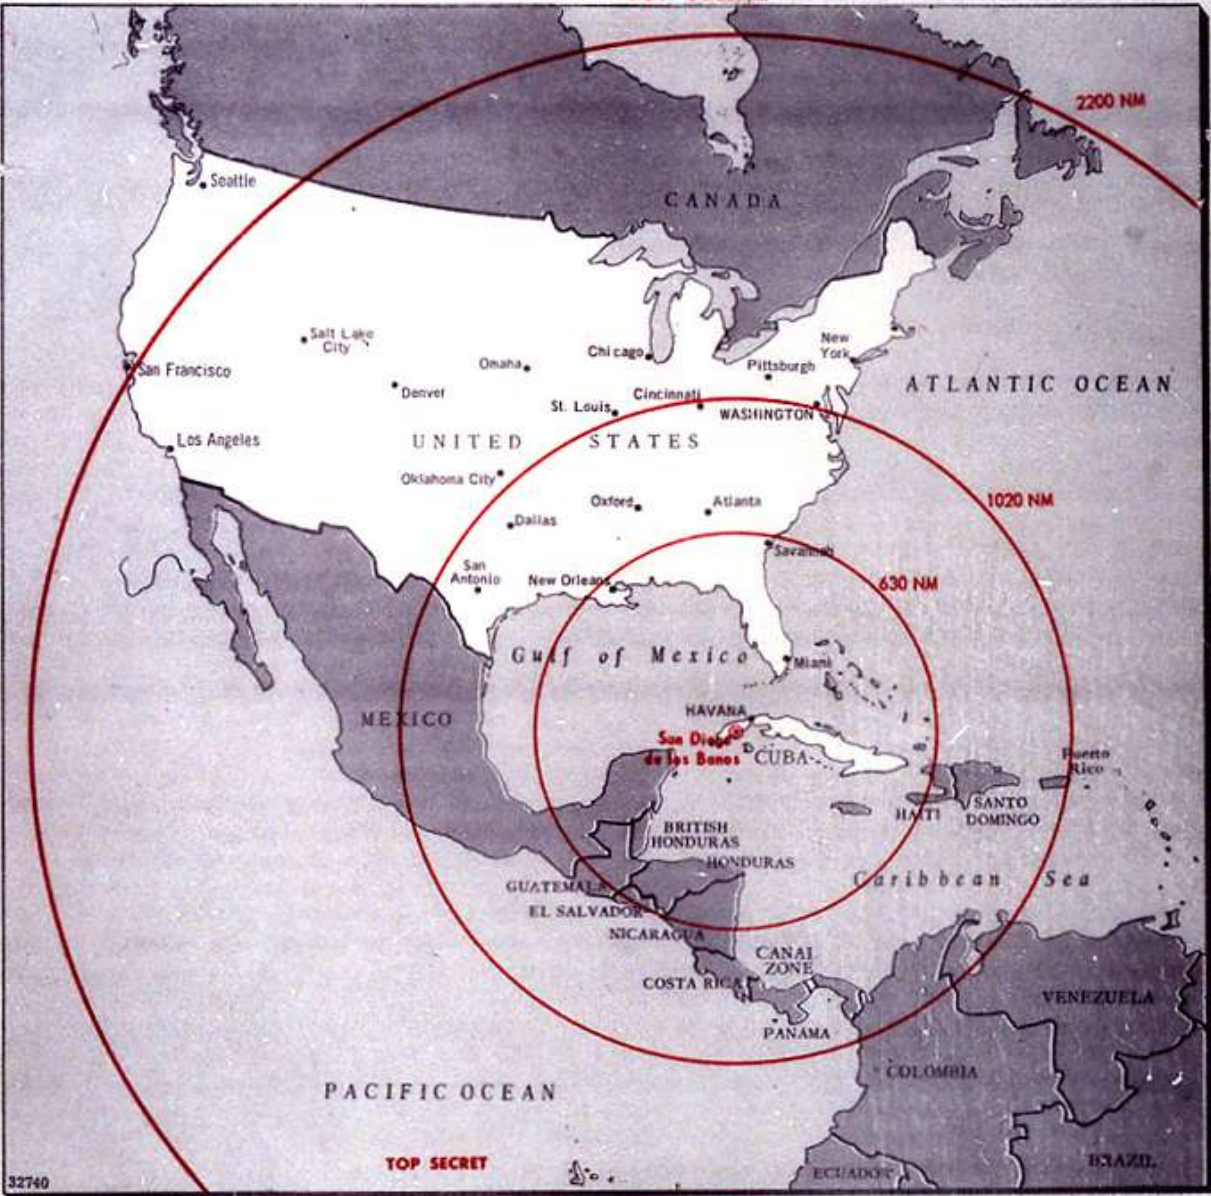 2200 NM
CANADA
Seattle
Salt Lake
City
San Francisco
Denver
Omaha
Chicago
New
York
Pittsburgh
ATLANTIC OCEAN
Cincinnati
St. Louis
WASHINGTON
Los Angeles
UNITED STATES
Oklahoma City
Oxford
Atlanta
1020 NM
Dallas
Savannah
San
Antonio
New Orleans
630 NM
Gulf of Mexico
Miami
HAVANA
MEXICO
San Diego
de los Banos
CUBA
Puerto
Rico
HAITI
SANTO
DOMINGO
BRITISH
HONDURAS
HONDURAS
GUATEMALA
Caribbean Sea
EL SALVADOR
NICARAGUA
CANAL
ZONE
COSTA RICA
VENEZUELA
PANAMA
COLOMBIA
PACIFIC OCEAN
TOP SECRET
BRAZIL
ECUADOR
32740